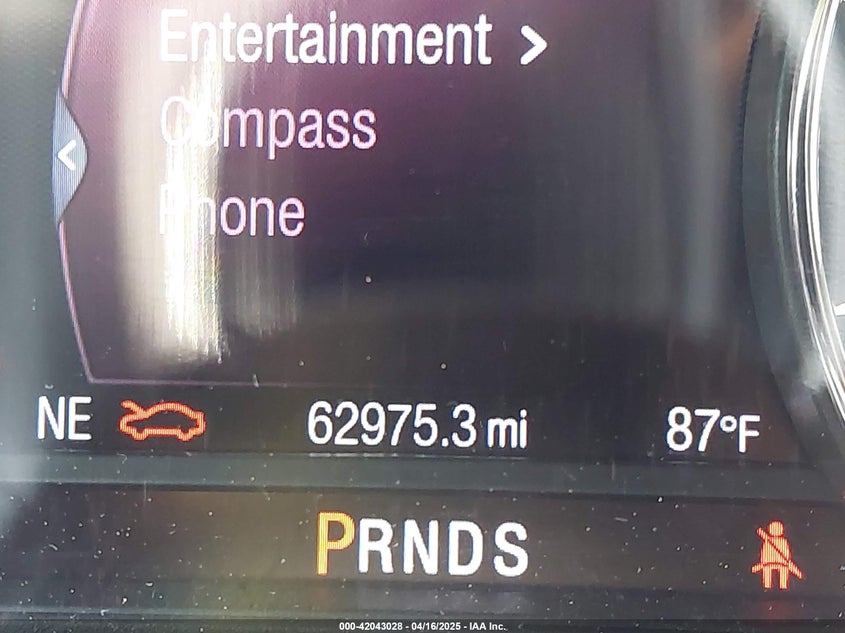 Entertainment >
Compass
<
Phone
NE 62975.3 mi 87°F
PRNDS
000-42043028 - 04/16/2025 - IAA Inc.